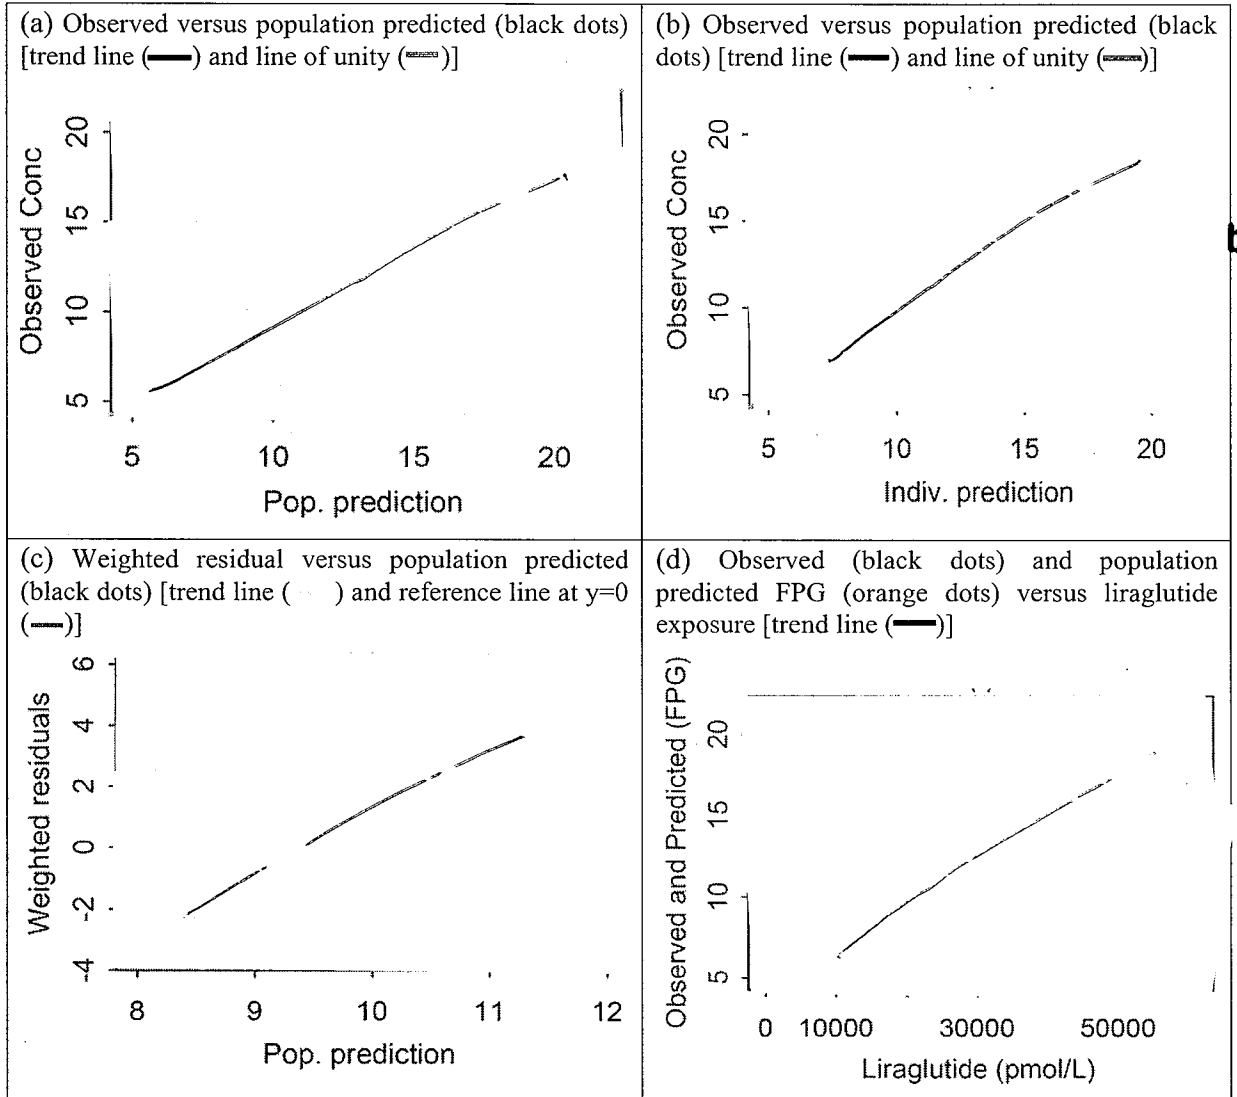 (a) Observed versus population predicted (black dots)
[trend line (━━) and line of unity (══)]
20
15
10
5
Observed Conc
5 10 15 20
Pop. prediction
(b) Observed versus population predicted (black
dots) [trend line (━━) and line of unity (══)]
20
15
10
5
Observed Conc
5 10 15 20
Indiv. prediction
(c) Weighted residual versus population predicted
(black dots) [trend line ( ) and reference line at y=0
(━━)]
6
4
2
0
-2
-4
Weighted residuals
8 9 10 11 12
Pop. prediction
(d) Observed (black dots) and population
predicted FPG (orange dots) versus liraglutide
exposure [trend line (━━)]
20
15
10
5
Observed and Predicted (FPG)
0 10000 30000 50000
Liraglutide (pmol/L)